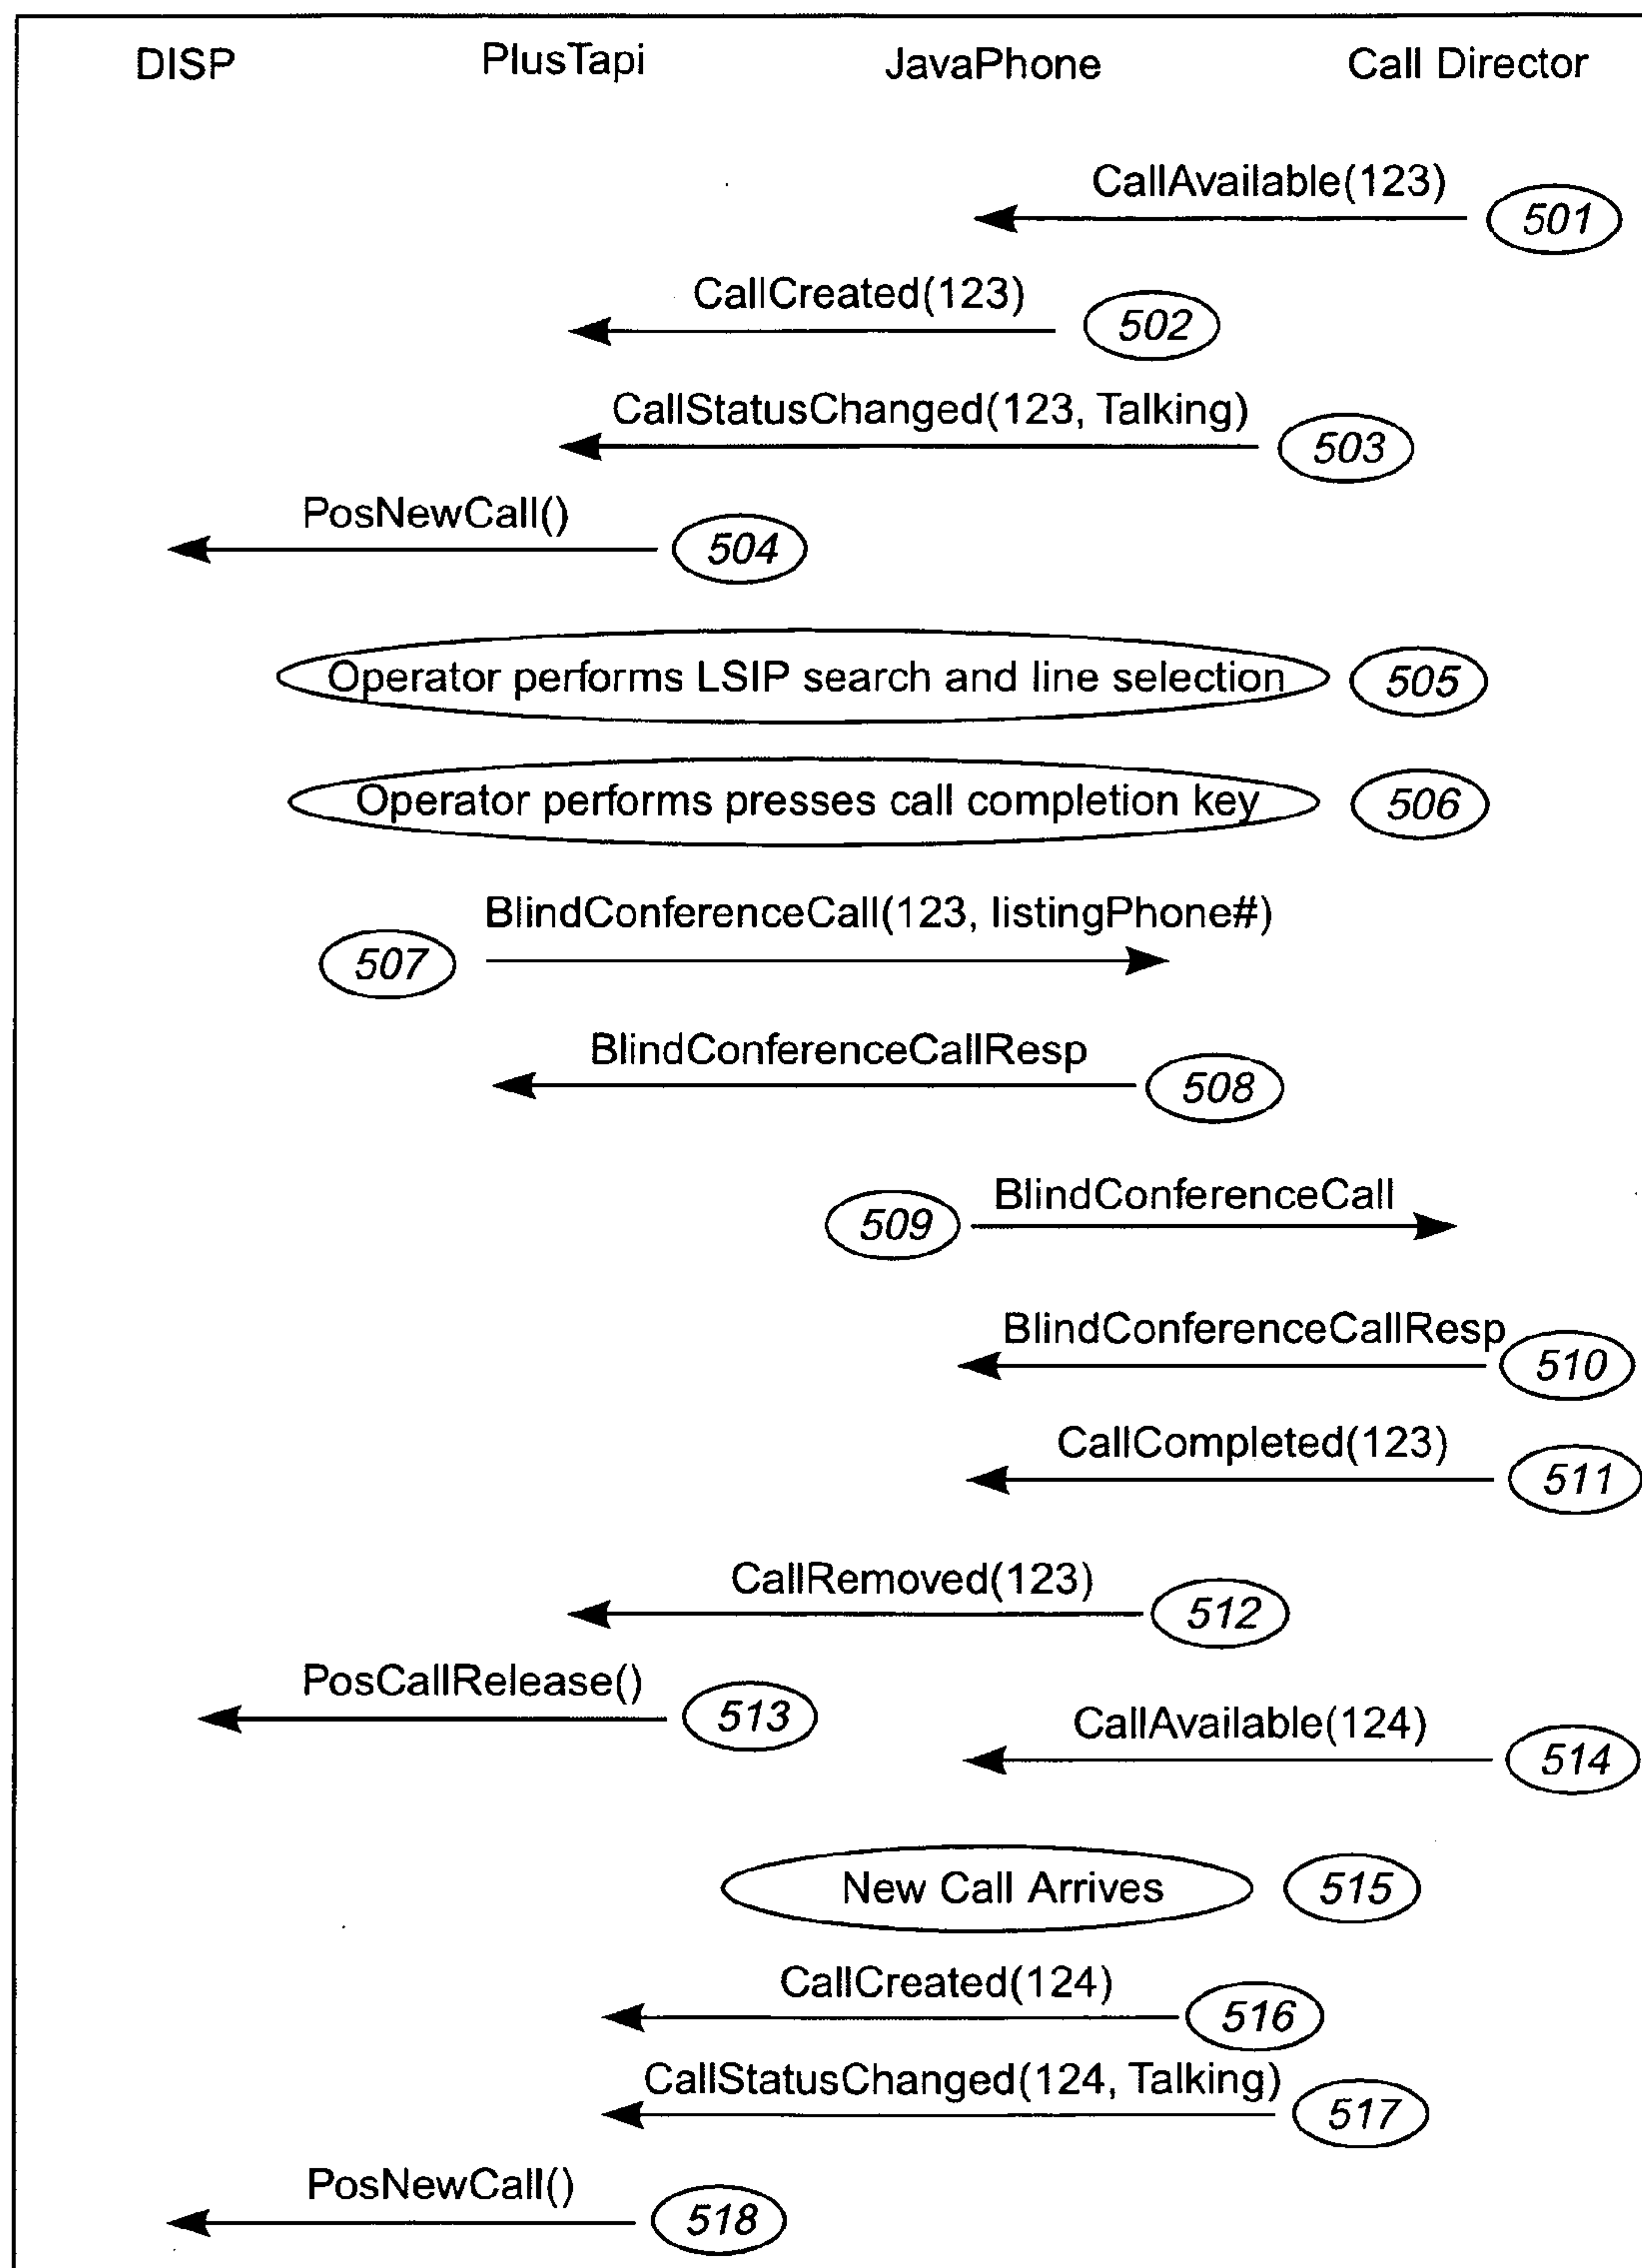 DISP PlusTapi JavaPhone Call Director
CallAvailable(123)
501
CallCreated(123)
502
CallStatusChanged(123, Talking)
503
PosNewCall()
504
Operator performs LSIP search and line selection 505
Operator performs presses call completion key 506
BlindConferenceCall(123, listingPhone#)
507
BlindConferenceCallResp
508
BlindConferenceCall
509
BlindConferenceCallResp
510
CallCompleted(123)
511
CallRemoved(123)
512
PosCallRelease()
513
CallAvailable(124)
514
New Call Arrives 515
CallCreated(124)
516
CallStatusChanged(124, Talking)
517
PosNewCall()
518